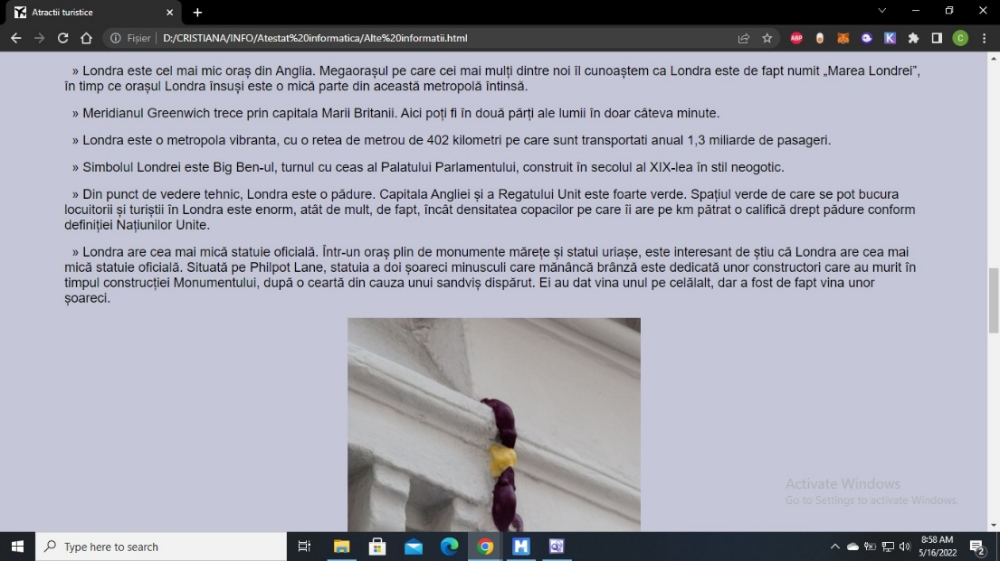 Atractii turistice
Fișier
D:/CRISTIANA/INFO/Atestat%20informatica/Alte%20informatii.html
ABP
K
C
» Londra este cel mai mic oraș din Anglia. Megaorașul pe care cei mai mulți dintre noi îl cunoaștem ca Londra este de fapt numit „Marea Londrei”,
în timp ce orașul Londra însuși este o mică parte din această metropolă întinsă.
» Meridianul Greenwich trece prin capitala Marii Britanii. Aici poți fi în două părți ale lumii în doar câteva minute.
» Londra este o metropola vibranta, cu o retea de metrou de 402 kilometri pe care sunt transportati anual 1,3 miliarde de pasageri.
» Simbolul Londrei este Big Ben-ul, turnul cu ceas al Palatului Parlamentului, construit în secolul al XIX-lea în stil neogotic.
» Din punct de vedere tehnic, Londra este o pădure. Capitala Angliei și a Regatului Unit este foarte verde. Spațiul verde de care se pot bucura
locuitorii și turiștii în Londra este enorm, atât de mult, de fapt, încât densitatea copacilor pe care îi are pe km pătrat o califică drept pădure conform
definiției Națiunilor Unite.
» Londra are cea mai mică statuie oficială. Într-un oraș plin de monumente mărețe și statui uriașe, este interesant de știu că Londra are cea mai
mică statuie oficială. Situată pe Philpot Lane, statuia a doi șoareci minusculi care mănâncă brânză este dedicată unor constructori care au murit în
timpul construcției Monumentului, după o ceartă din cauza unui sandviș dispărut. Ei au dat vina unul pe celălalt, dar a fost de fapt vina unor
șoareci.
Activate Windows
Go to Settings to activate Windows.
Type here to search
8:58 AM
5/16/2022
2